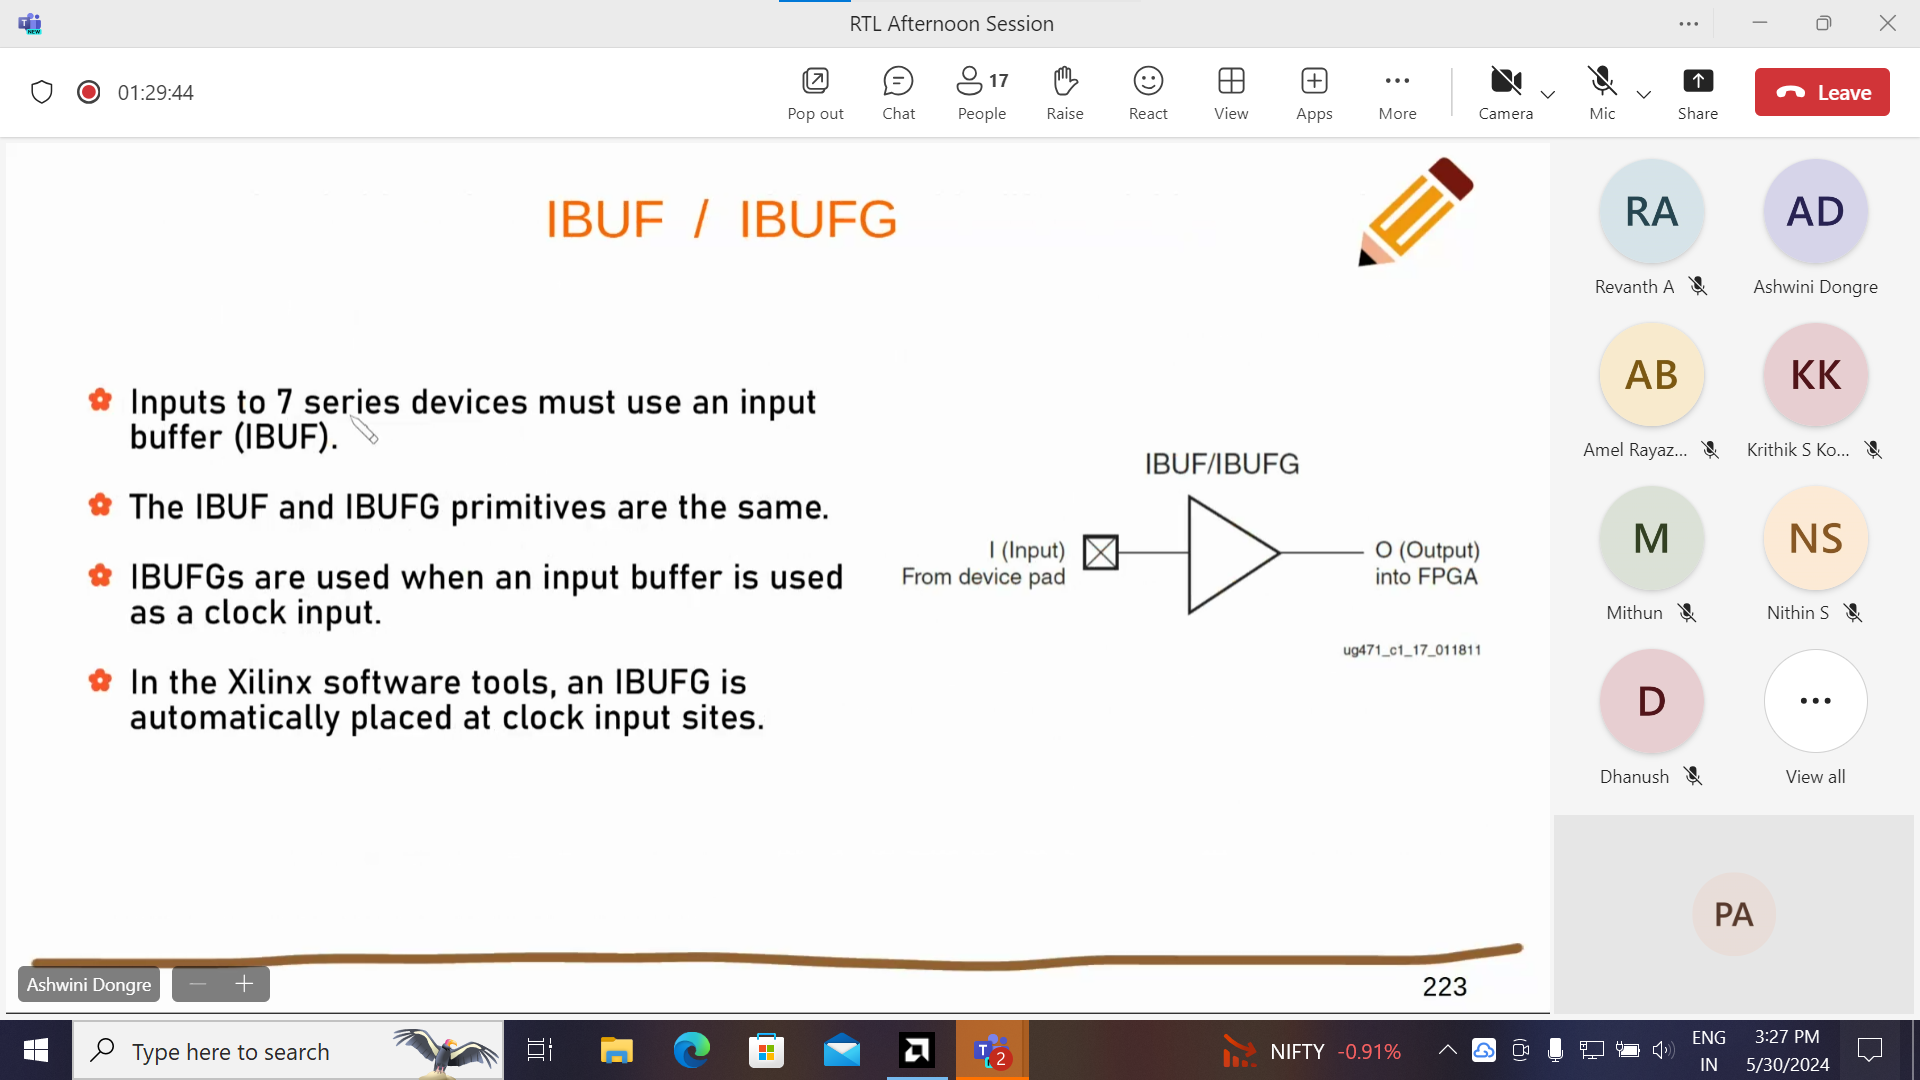 RTL Afternoon Session
NEW
01:29:44
Pop out
Chat
17
People
Raise
React
View
Apps
More
Camera
Mic
Share
Leave
IBUF / IBUFG
Inputs to 7 series devices must use an input
buffer (IBUF).
The IBUF and IBUFG primitives are the same.
IBUFGs are used when an input buffer is used
as a clock input.
In the Xilinx software tools, an IBUFG is
automatically placed at clock input sites.
IBUF/IBUFG
I (Input)
From device pad
O (Output)
into FPGA
ug471_c1_17_011811
223
Ashwini Dongre
RA
Revanth A
AD
Ashwini Dongre
AB
Amel Rayaz...
KK
Krithik S Ko...
M
Mithun
NS
Nithin S
D
Dhanush
View all
PA
Type here to search
T
2
NIFTY -0.91%
ENG
IN
3:27 PM
5/30/2024